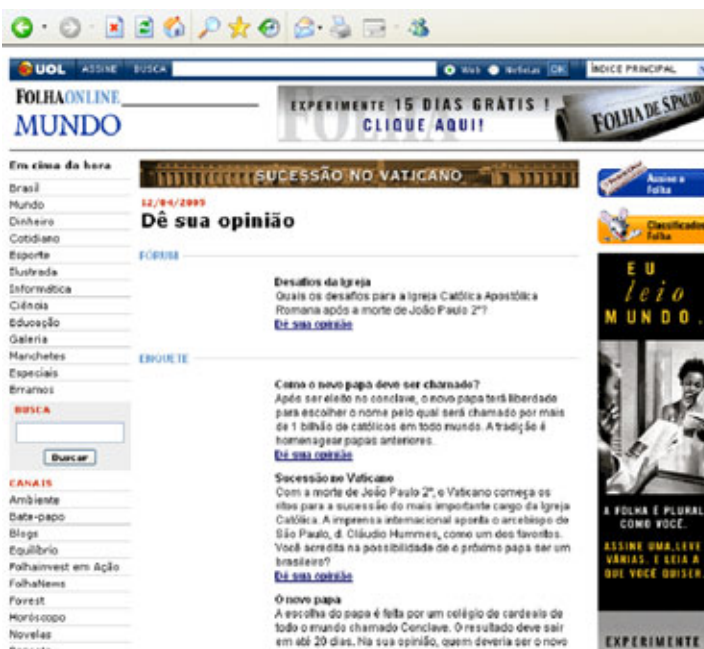 UOL ASSINE BUSCA Web Notícias OK ÍNDICE PRINCIPAL
FOLHAONLINE
MUNDO
FOLHA
EXPERIMENTE 15 DIAS GRÁTIS !
CLIQUE AQUI!
FOLHA DE S.PAULO
Em cima da hora
Brasil
Mundo
Dinheiro
Cotidiano
Esporte
Ilustrada
Informática
Ciência
Educação
Galeria
Manchetes
Especiais
Erramos
BUSCA
Buscar
CANAIS
Ambiente
Bate-papo
Blogs
Equilíbrio
Folhainvest em Ação
FolhaNews
Forrest
Horóscopo
Novelas
SUCESSÃO NO VATICANO
12/04/2005
Dê sua opinião
FÓRUM
Desafios da Igreja
Quais os desafios para a Igreja Católica Apostólica
Romana após a morte de João Paulo 2º?
Dê sua opinião
ENQUETE
Como o novo papa deve ser chamado?
Após ser eleito no conclave, o novo papa terá liberdade
para escolher o nome pelo qual será chamado por mais
de 1 bilhão de católicos em todo mundo. A tradição é
homenagear papas anteriores.
Dê sua opinião
Sucessão no Vaticano
Com a morte de João Paulo 2º, o Vaticano começa os
ritos para a sucessão do mais importante cargo da Igreja
Católica. A imprensa internacional aponta o arcebispo de
São Paulo, d. Cláudio Hummes, como um dos favoritos.
Você acredita na possibilidade de o próximo papa ser um
brasileiro?
Dê sua opinião
O novo papa
A escolha do papa é feita por um colégio de cardeais de
todo o mundo chamado Conclave. O resultado deve sair
em até 20 dias. Na sua opinião, quem deveria ser o novo
Assine a
Folha
Classificados
Folha
EU
leio
MUNDO.
A FOLHA É PLURAL
COMO VOCÊ.
ASSINE UMA, LEVE
VÁRIAS. E LEIA A
QUE VOCÊ QUISER.
EXPERIMENTE